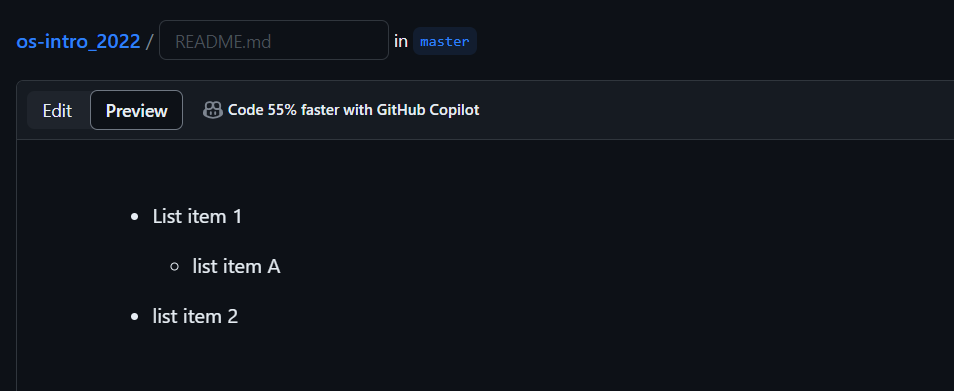 os-intro_2022 / README.md in master
Edit Preview Code 55% faster with GitHub Copilot
List item 1
list item A
list item 2